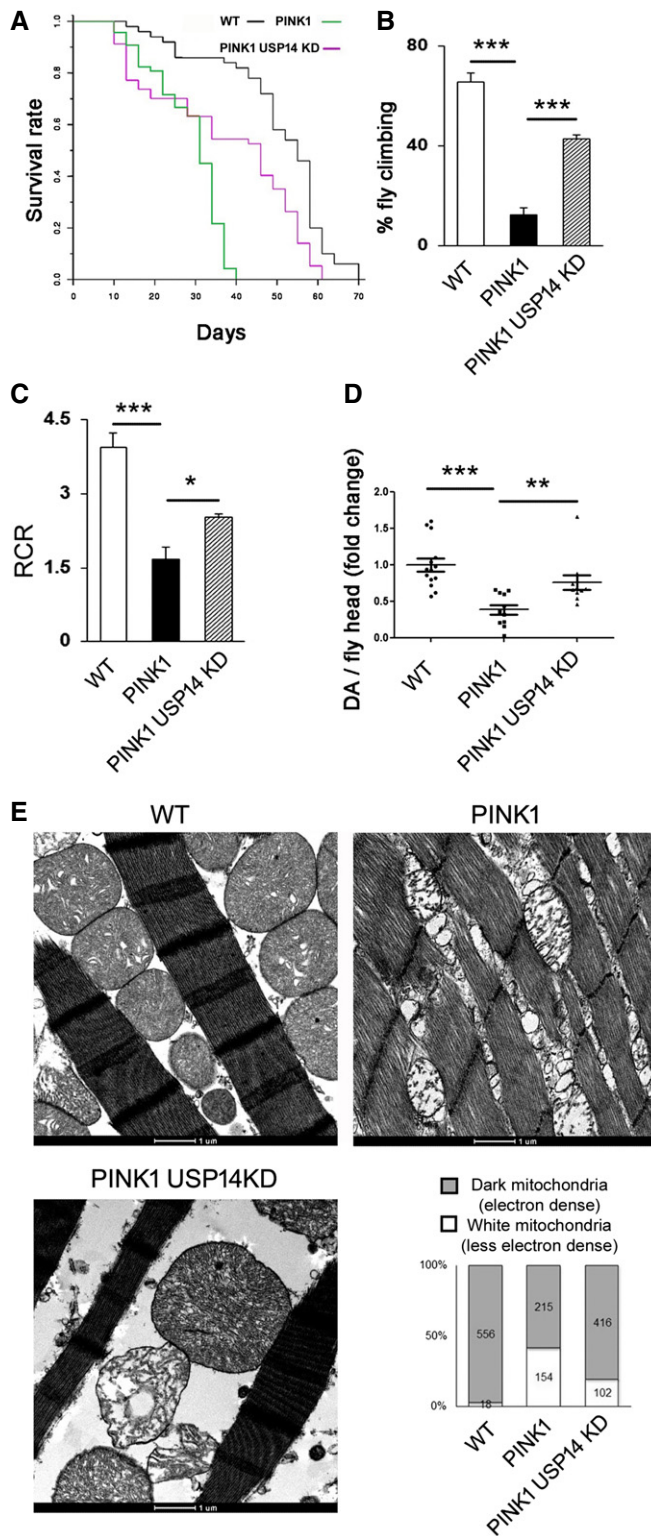 A
WT
PINK1
PINK1 USP14 KD
Survival rate
1.0
0.8
0.6
0.4
0.2
0.0
0 10 20 30 40 50 60 70
Days
B
***
***
% fly climbing
80
40
0
WT
PINK1
PINK1 USP14 KD
C
***
*
RCR
4.5
3
1.5
0
WT
PINK1
PINK1 USP14 KD
D
***
**
DA / fly head (fold change)
2.0
1.5
1.0
0.5
0.0
WT
PINK1
PINK1 USP14 KD
E
WT
PINK1
1 um
1 um
PINK1 USP14KD
1 um
Dark mitochondria
(electron dense)
White mitochondria
(less electron dense)
100%
50%
0%
556
18
215
154
416
102
WT
PINK1
PINK1 USP14 KD